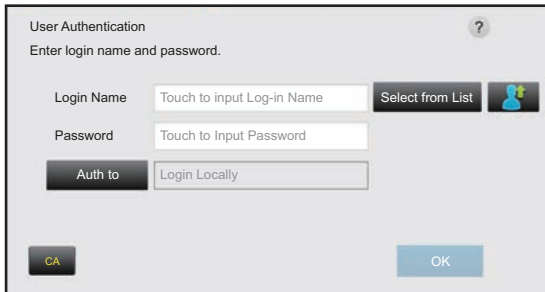 User Authentication
?
Enter login name and password.
Login Name Touch to input Log-in Name Select from List
Password Touch to Input Password
Auth to Login Locally
CA OK